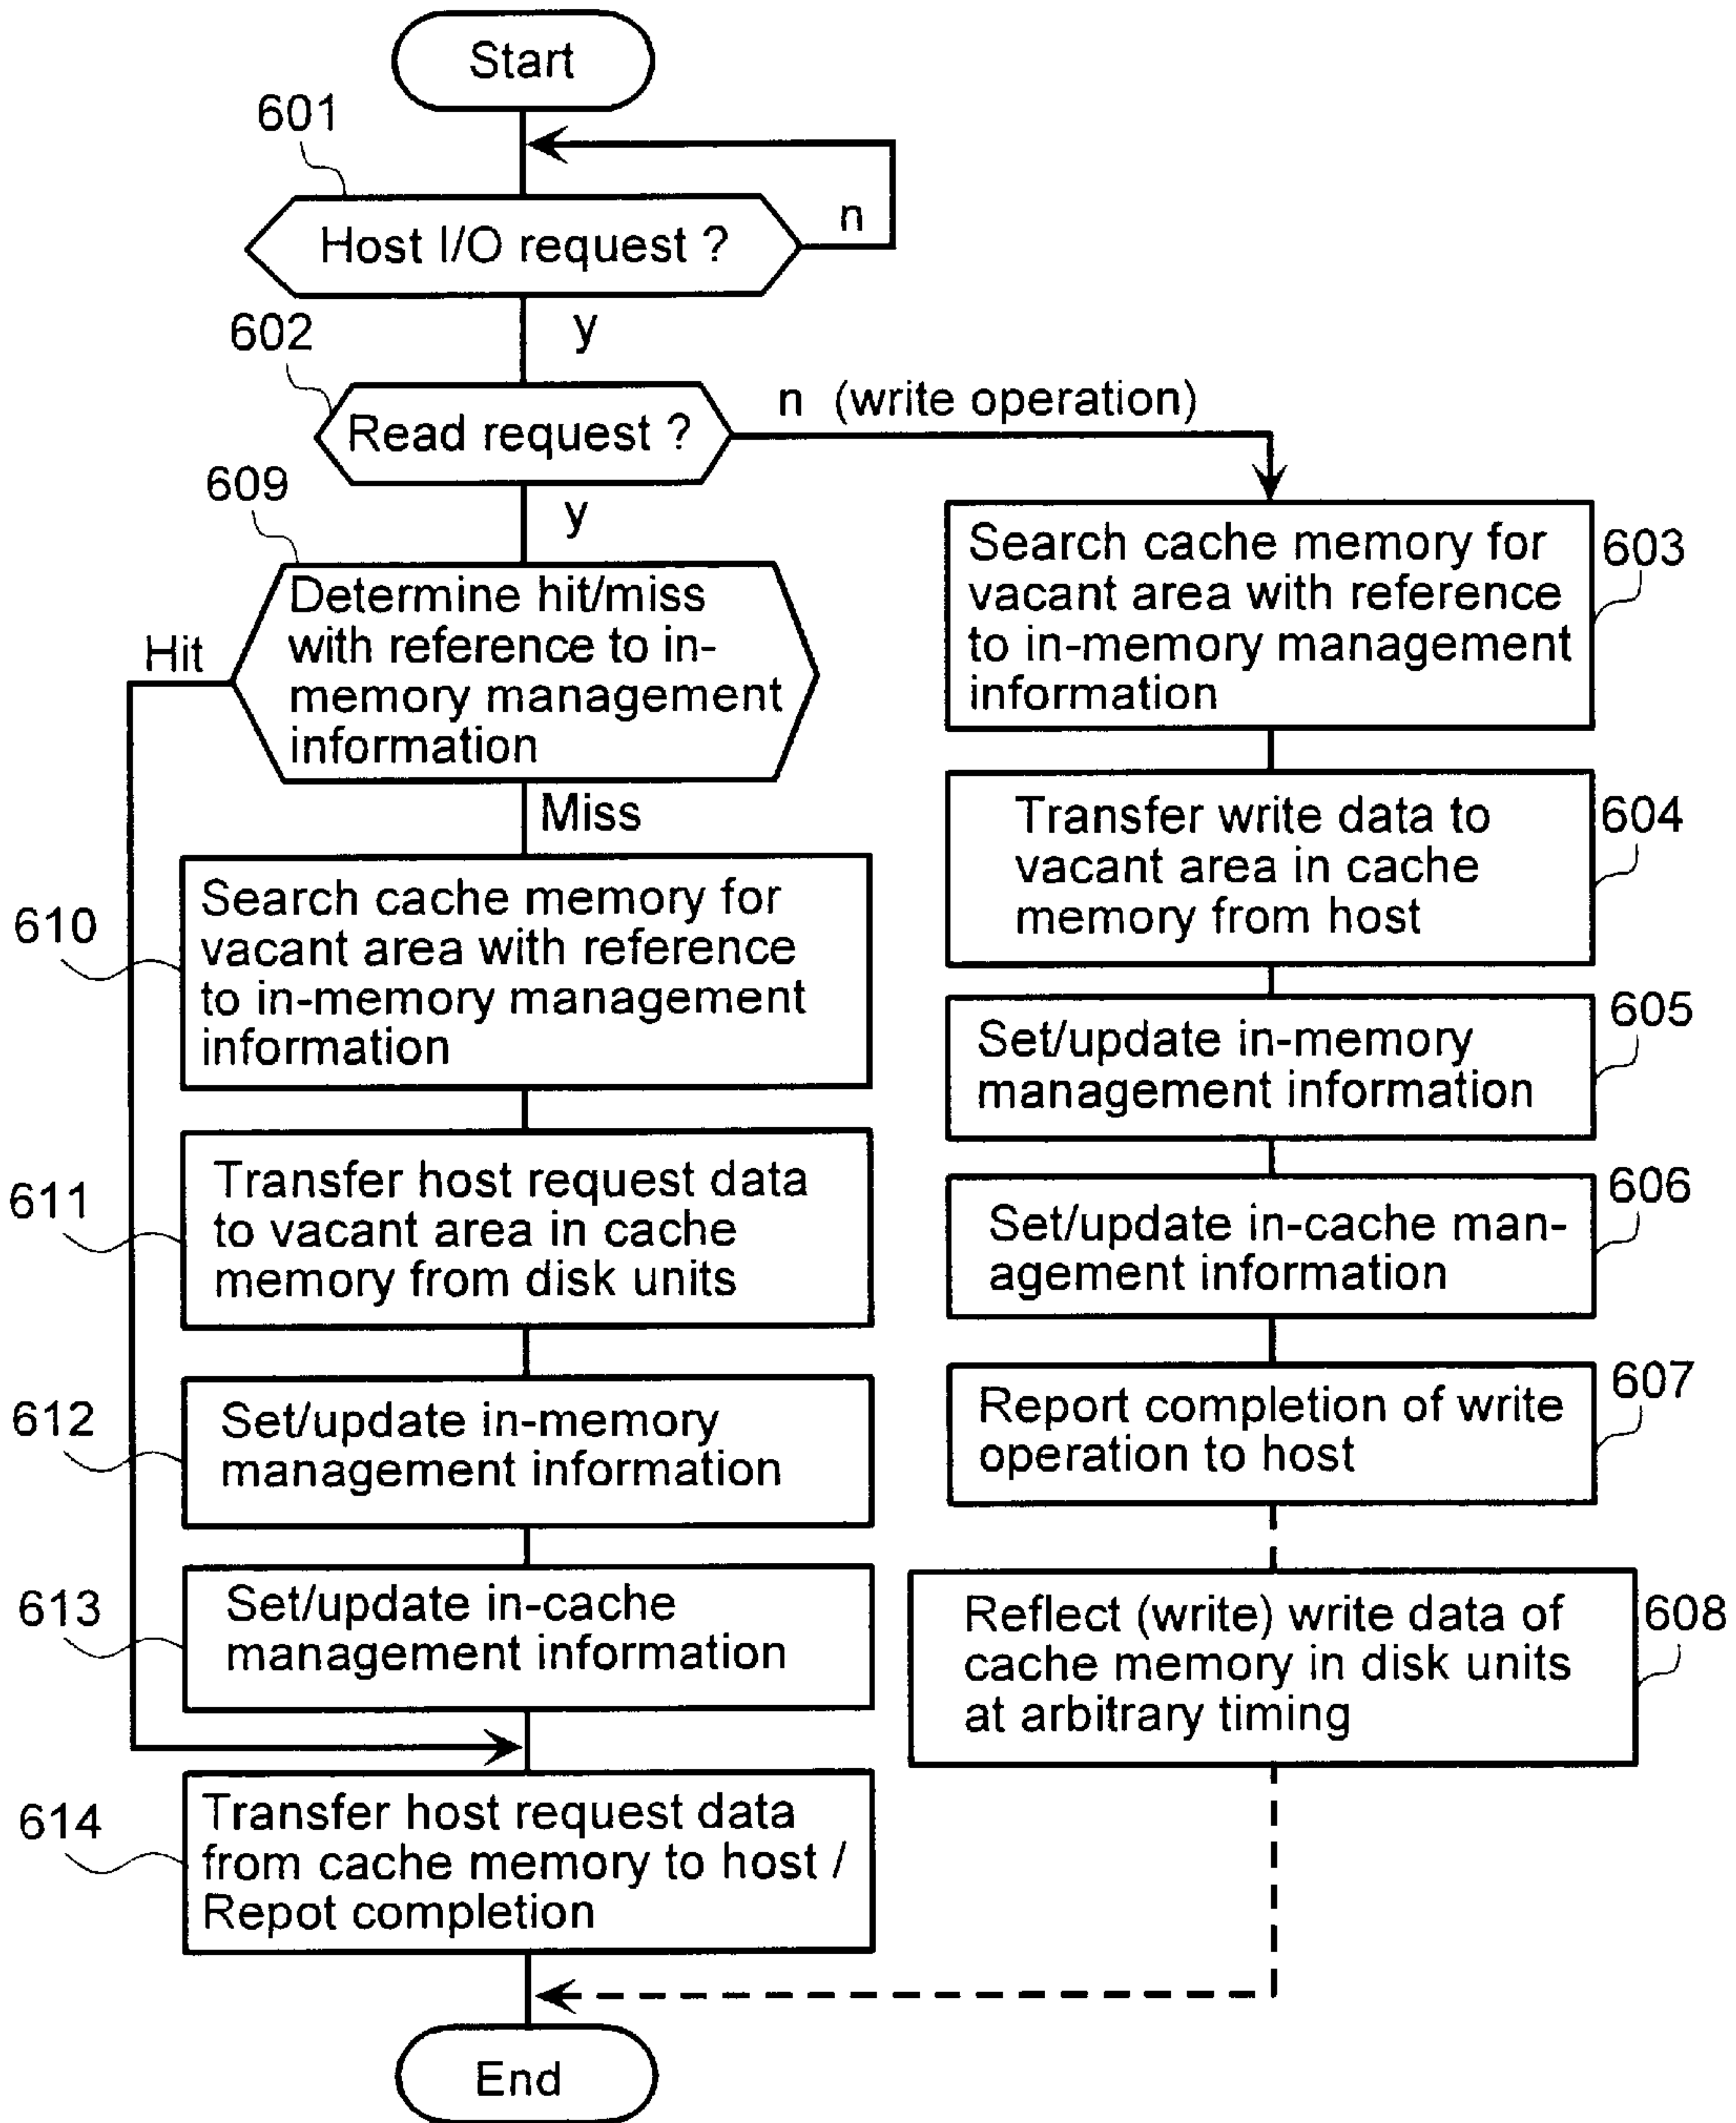 Start
601
Host I/O request ?
n
y
602
Read request ?
n (write operation)
y
609
Determine hit/miss
with reference to in-
memory management
information
Hit
Miss
610
Search cache memory for
vacant area with reference
to in-memory management
information
611
Transfer host request data
to vacant area in cache
memory from disk units
612
Set/update in-memory
management information
613
Set/update in-cache
management information
614
Transfer host request data
from cache memory to host /
Repot completion
Search cache memory for
vacant area with reference
to in-memory management
information
603
Transfer write data to
vacant area in cache
memory from host
604
Set/update in-memory
management information
605
Set/update in-cache man-
agement information
606
Report completion of write
operation to host
607
Reflect (write) write data of
cache memory in disk units
at arbitrary timing
608
End